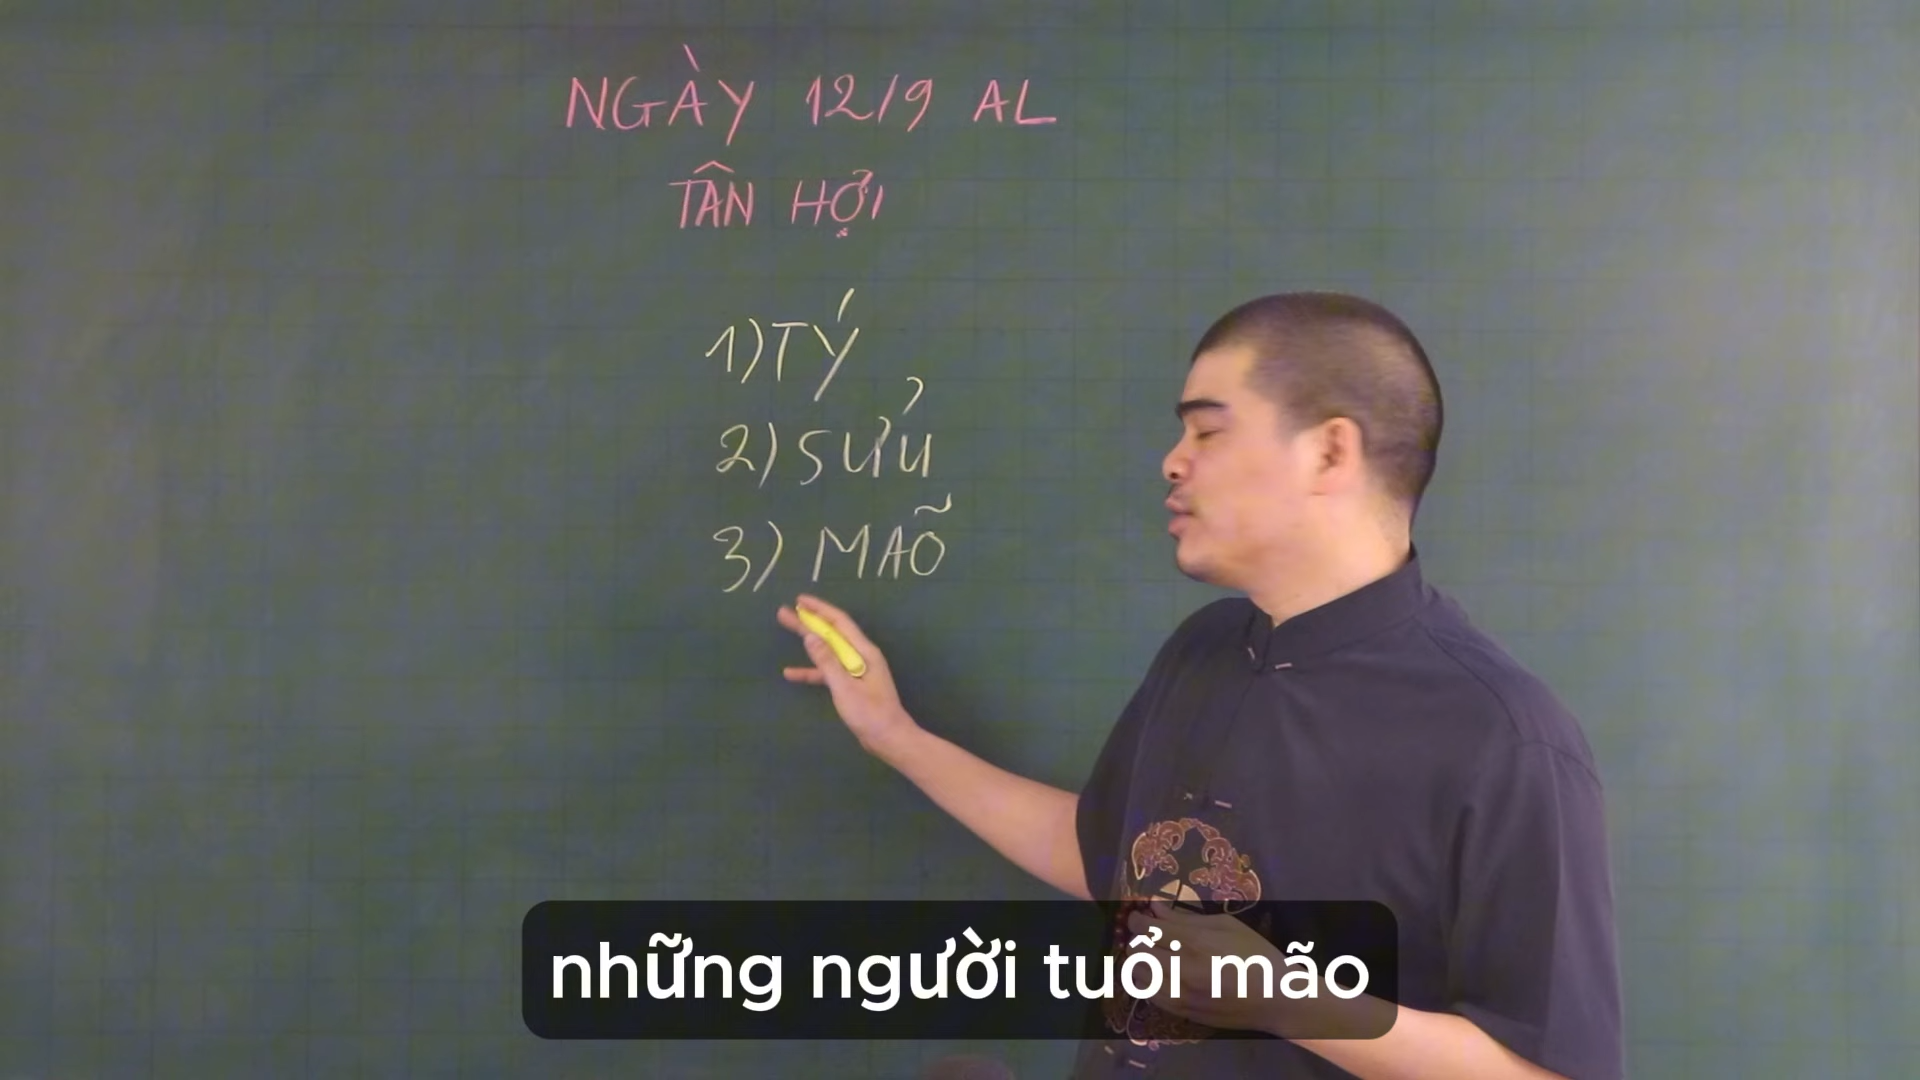 NGÀY 12/9 AL
TÂN HỢI
1) TÝ
2) SỬU
3) MÃO
những người tuổi mão